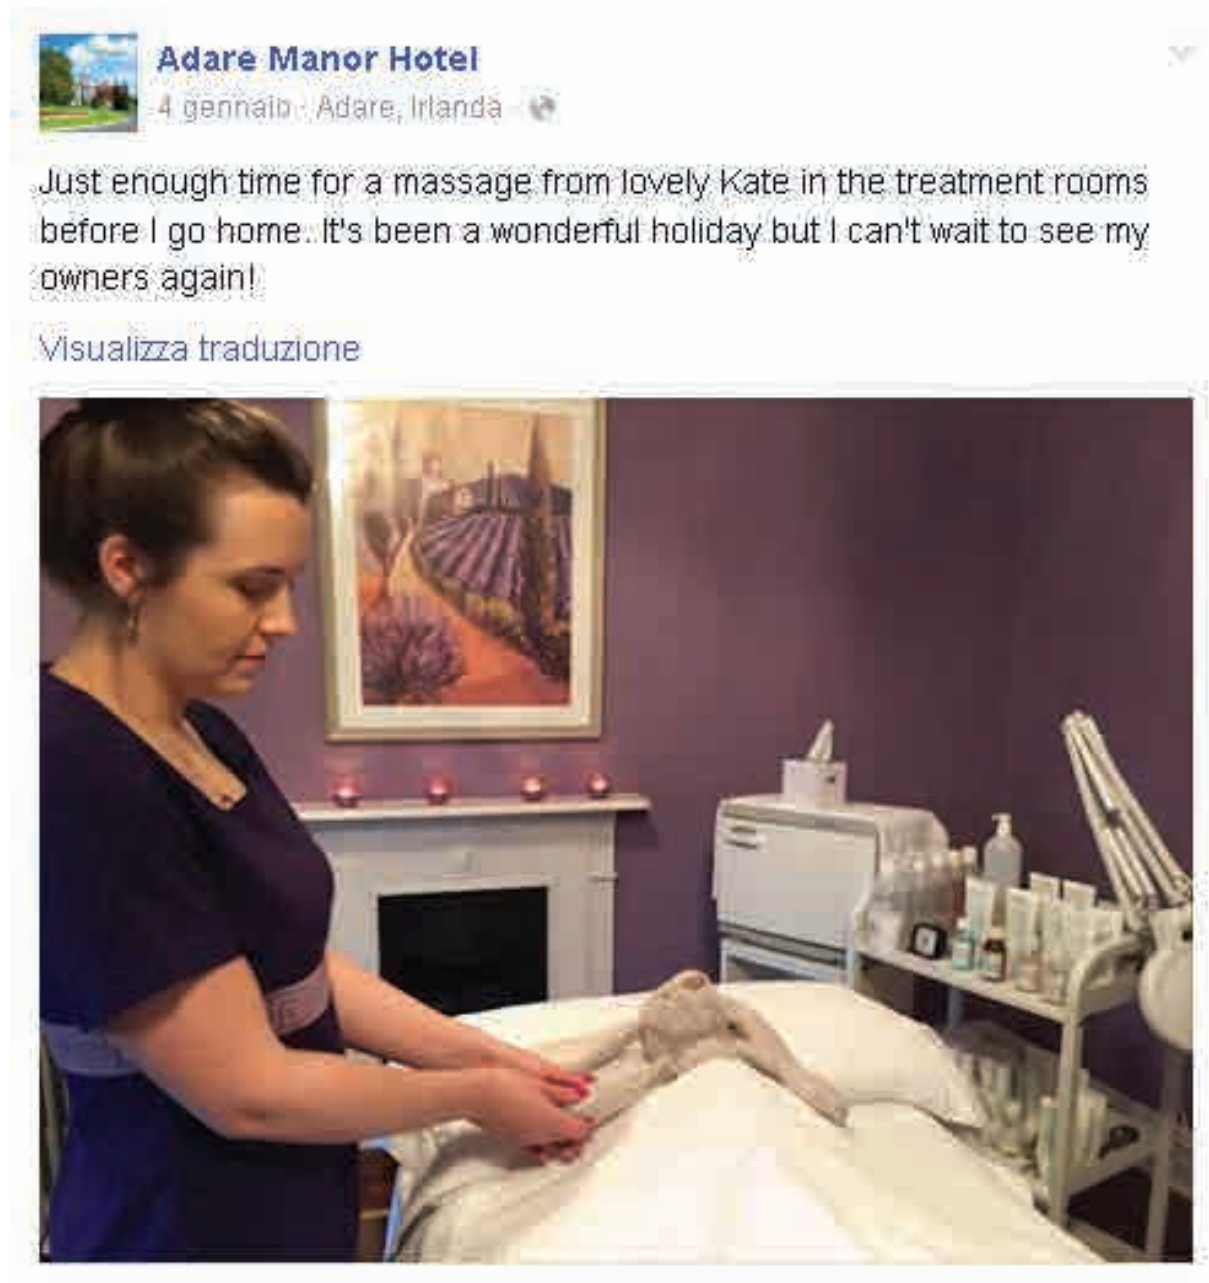 Adare Manor Hotel
4 gennaio · Adare, Irlanda ·
Just enough time for a massage from lovely Kate in the treatment rooms
before I go home. It's been a wonderful holiday but I can't wait to see my
owners again!
Visualizza traduzione